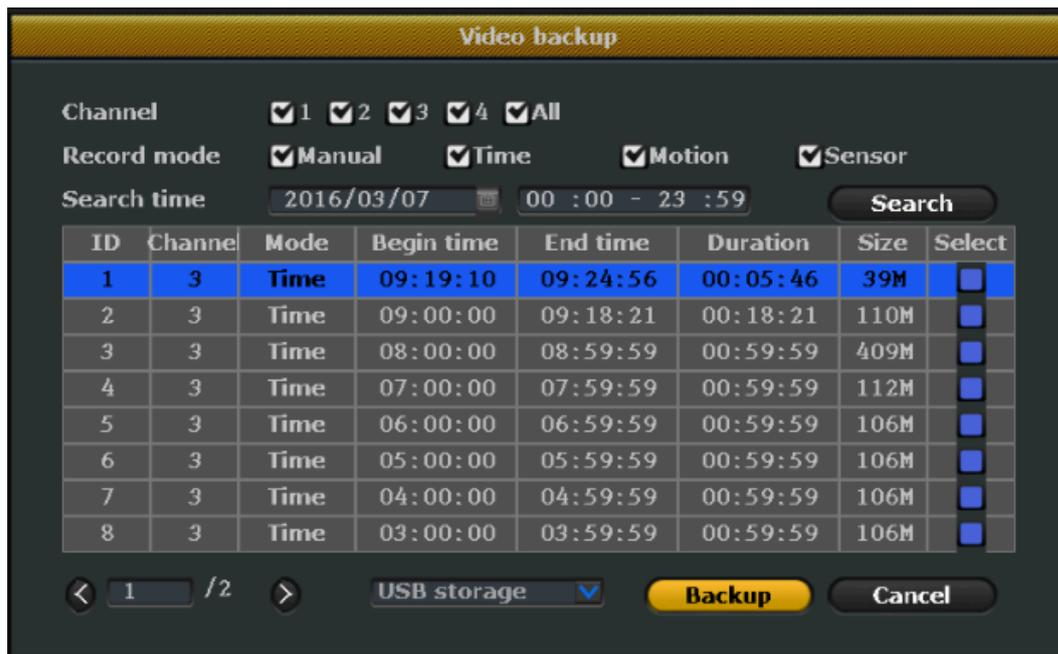 Video backup
Channel 1 2 3 4 All
Record mode Manual Time Motion Sensor
Search time 2016/03/07 00 :00 - 23 :59 Search
ID Channel Mode Begin time End time Duration Size Select
1 3 Time 09:19:10 09:24:56 00:05:46 39M
2 3 Time 09:00:00 09:18:21 00:18:21 110M
3 3 Time 08:00:00 08:59:59 00:59:59 409M
4 3 Time 07:00:00 07:59:59 00:59:59 112M
5 3 Time 06:00:00 06:59:59 00:59:59 106M
6 3 Time 05:00:00 05:59:59 00:59:59 106M
7 3 Time 04:00:00 04:59:59 00:59:59 106M
8 3 Time 03:00:00 03:59:59 00:59:59 106M
< 1 /2 > USB storage Backup Cancel